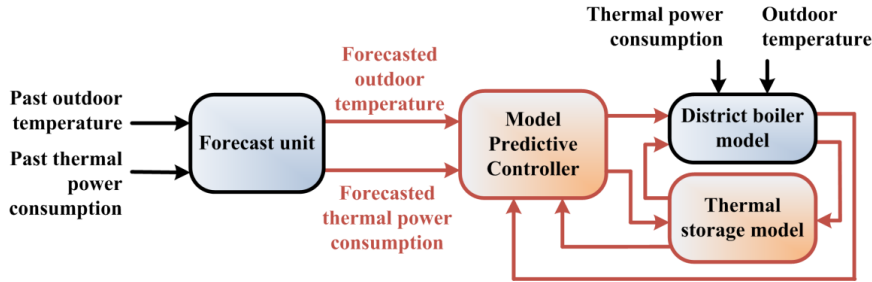 Thermal power
consumption
Outdoor
temperature
Forecasted
outdoor
temperature
Past outdoor
temperature
Past thermal
power
consumption
Forecast unit
Forecasted
thermal power
consumption
Model
Predictive
Controller
District boiler
model
Thermal
storage model